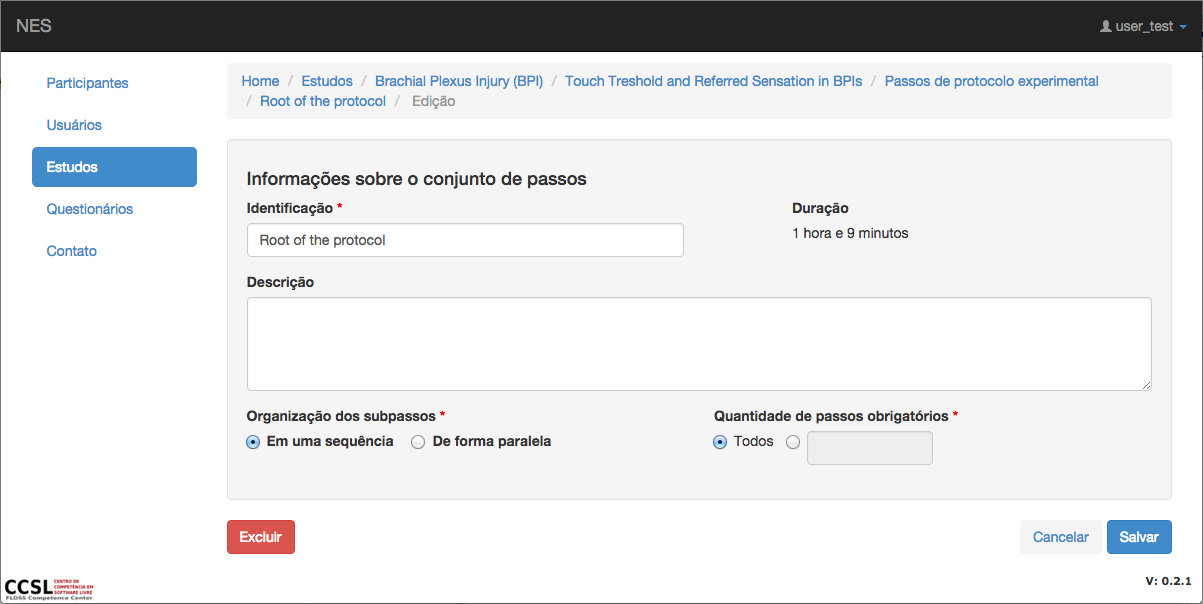 NES
user_test
Participantes
Usuários
Estudos
Questionários
Contato
Home / Estudos / Brachial Plexus Injury (BPI) / Touch Treshold and Referred Sensation in BPIs / Passos de protocolo experimental
/ Root of the protocol / Edição
Informações sobre o conjunto de passos
Identificação *
Root of the protocol
Duração
1 hora e 9 minutos
Descrição
Organização dos subpassos *
Em uma sequência
De forma paralela
Quantidade de passos obrigatórios *
Todos
Excluir
Cancelar
Salvar
CCSL
CENTRO DE
COMPETÊNCIA EM
SOFTWARE LIVRE
FLOSS Competence Center
V: 0.2.1